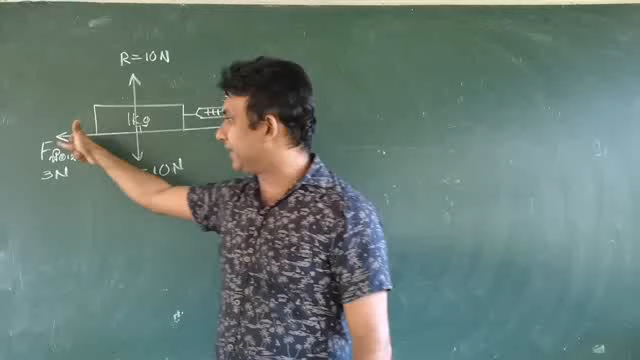 R = 10N
1kg
F
= 10N
3N